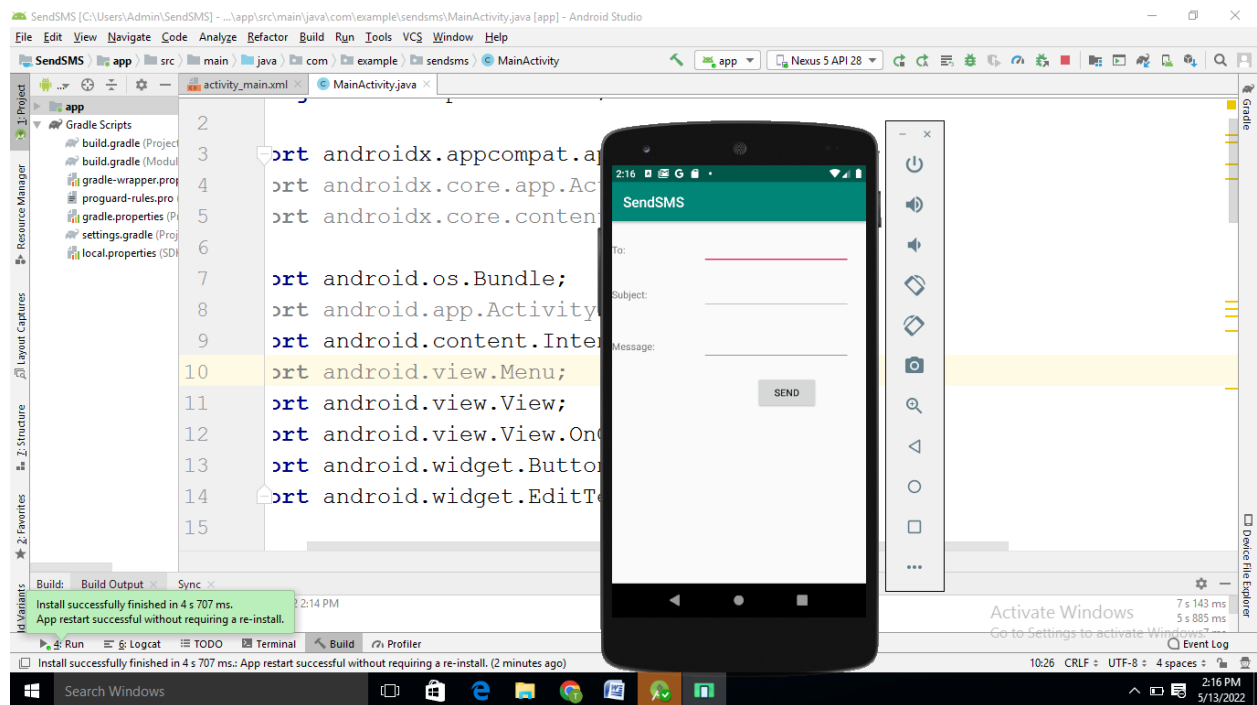 SendSMS [C:\Users\Admin\SendSMS] - ...\app\src\main\java\com\example\sendsms\MainActivity.java [app] - Android Studio
File Edit View Navigate Code Analyze Refactor Build Run Tools VCS Window Help
SendSMS app src main java com example sendsms MainActivity app Nexus 5 API 28
activity_main.xml MainActivity.java
1: Project
Resource Manager
Layout Captures
Z: Structure
2: Favorites
app
Gradle Scripts
build.gradle (Project
build.gradle (Modul
gradle-wrapper.prop
proguard-rules.pro
gradle.properties (P
settings.gradle (Proj
local.properties (SD
2
3 ort androidx.appcompat.a
4 ort androidx.core.app.Ac
5 ort androidx.core.conten
6
7 ort android.os.Bundle;
8 ort android.app.Activity
9 ort android.content.Inte
10 ort android.view.Menu;
11 ort android.view.View;
12 ort android.view.View.On
13 ort android.widget.Butto
14 ort android.widget.EditT
15
2:16 G
SendSMS
To:
Subject:
Message:
SEND
Gradle
Device File Explorer
Build: Build Output Sync
2:14 PM
7 s 143 ms
5 s 885 ms
Install successfully finished in 4 s 707 ms.
App restart successful without requiring a re-install.
Activate Windows
Go to Settings to activate Windows.
4: Run 6: Logcat TODO Terminal Build Profiler Event Log
Install successfully finished in 4 s 707 ms.: App restart successful without requiring a re-install. (2 minutes ago) 10:26 CRLF UTF-8 4 spaces
Search Windows
2:16 PM
5/13/2022